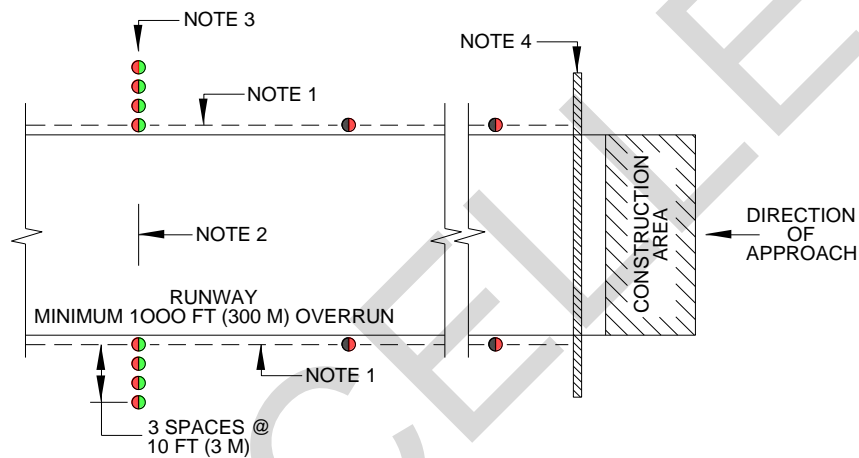 NOTE 3
NOTE 4
NOTE 1
NOTE 2
CONSTRUCTION
AREA
DIRECTION
OF
APPROACH
RUNWAY
MINIMUM 1OOO FT (300 M) OVERRUN
NOTE 1
3 SPACES @
10 FT (3 M)